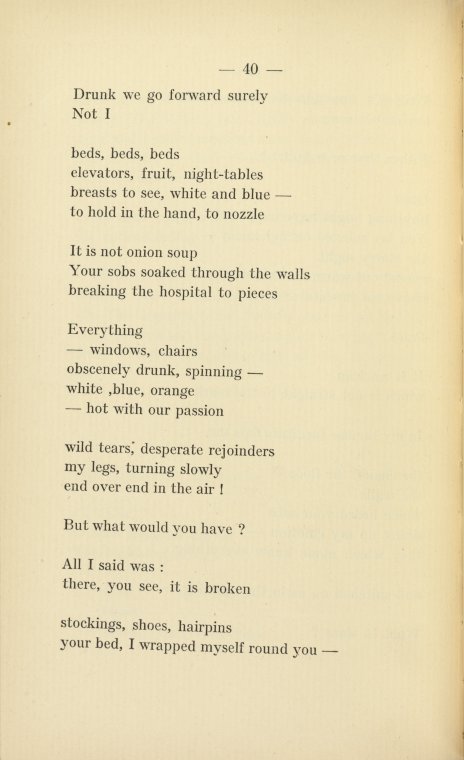 — 40 —
Drunk we go forward surely
Not I
beds, beds, beds
elevators, fruit, night-tables
breasts to see, white and blue —
to hold in the hand, to nozzle
It is not onion soup
Your sobs soaked through the walls
breaking the hospital to pieces
Everything
— windows, chairs
obscenely drunk, spinning —
white ,blue, orange
— hot with our passion
wild tears, desperate rejoinders
my legs, turning slowly
end over end in the air !
But what would you have ?
All I said was :
there, you see, it is broken
stockings, shoes, hairpins
your bed, I wrapped myself round you —